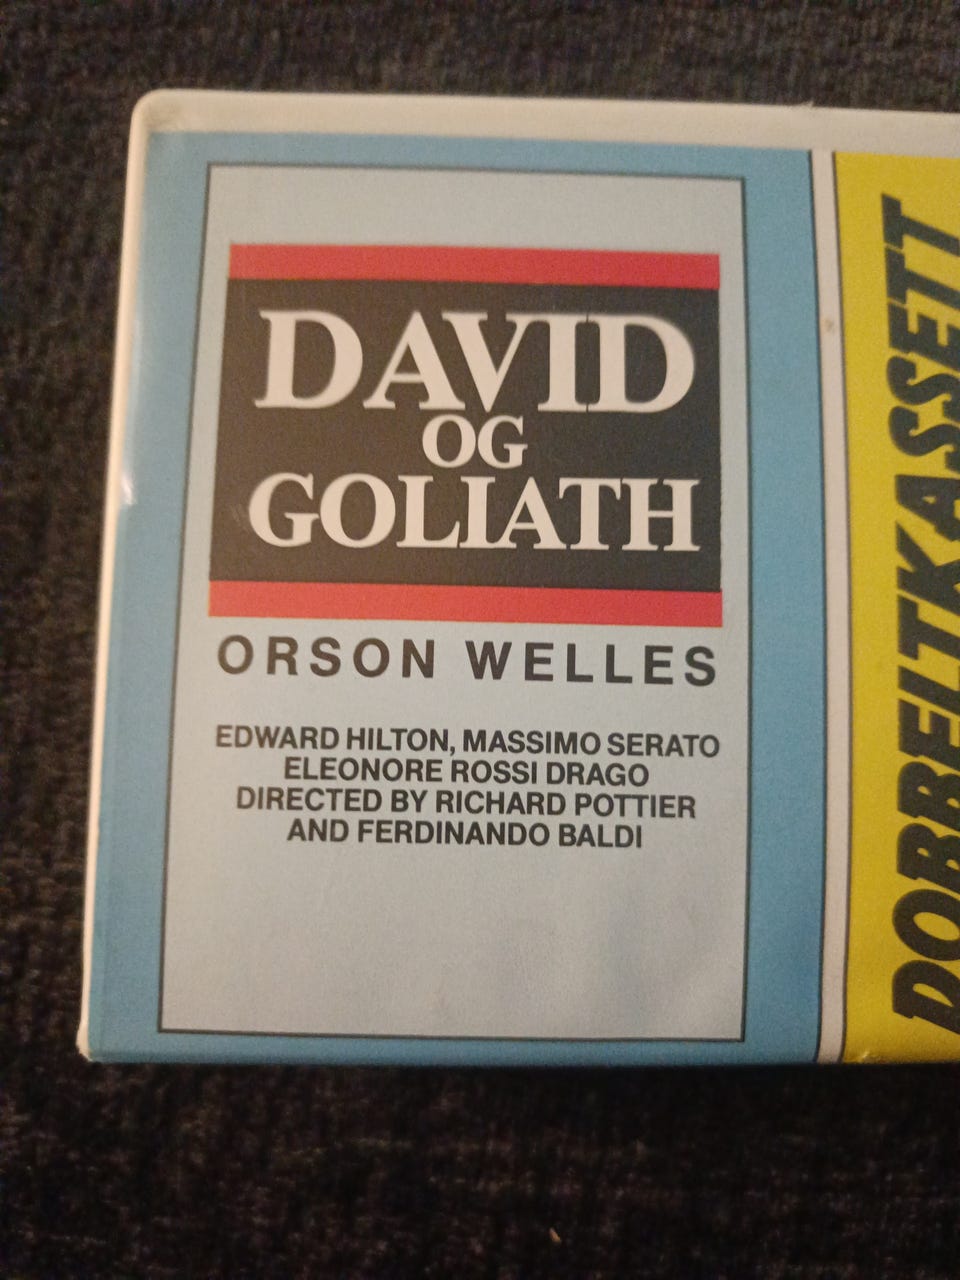 DAVID
OG
GOLIATH
ORSON WELLES
EDWARD HILTON, MASSIMO SERATO
ELEONORE ROSSI DRAGO
DIRECTED BY RICHARD POTTIER
AND FERDINANDO BALDI
DOBBELTKASSETT